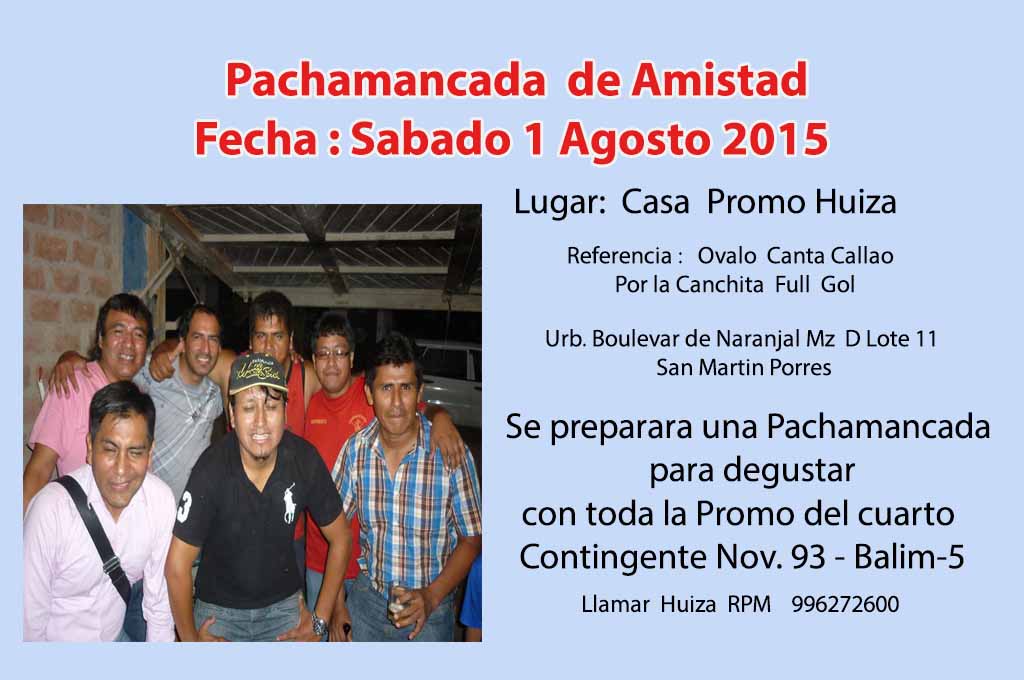 Pachamancada de Amistad
Fecha : Sabado 1 Agosto 2015
Lugar: Casa Promo Huiza
Referencia : Ovalo Canta Callao
Por la Canchita Full Gol
Urb. Boulevar de Naranjal Mz D Lote 11
San Martin Porres
Se preparara una Pachamancada
para degustar
con toda la Promo del cuarto
Contingente Nov. 93 - Balim-5
Llamar Huiza RPM 996272600
3